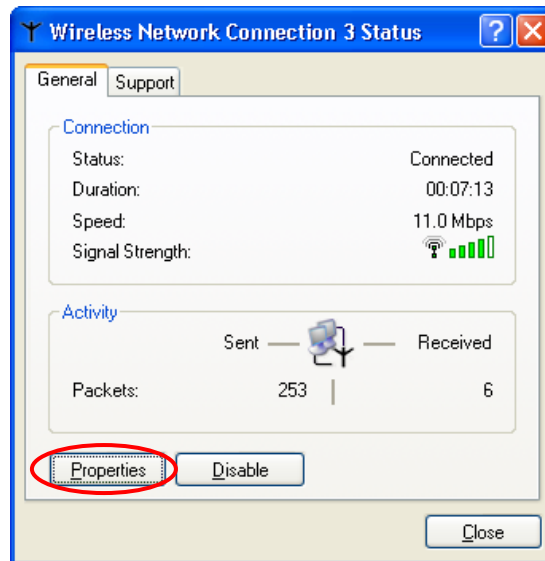 Wireless Network Connection 3 Status
General Support
Connection
Status: Connected
Duration: 00:07:13
Speed: 11.0 Mbps
Signal Strength:
Activity
Sent Received
Packets: 253 6
Properties Disable
Close